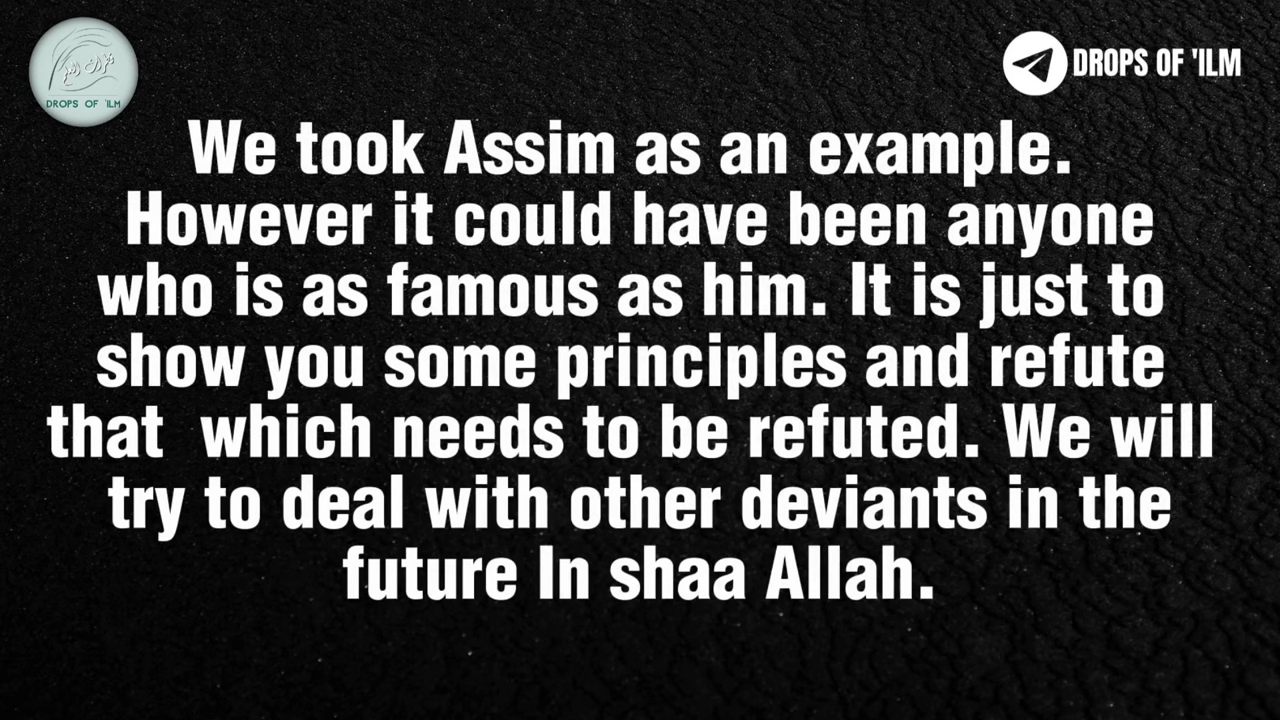 DROPS OF 'ILM
DROPS OF 'ILM
We took Assim as an example.
However it could have been anyone
who is as famous as him. It is just to
show you some principles and refute
that  which needs to be refuted. We will
try to deal with other deviants in the
future In shaa Allah.